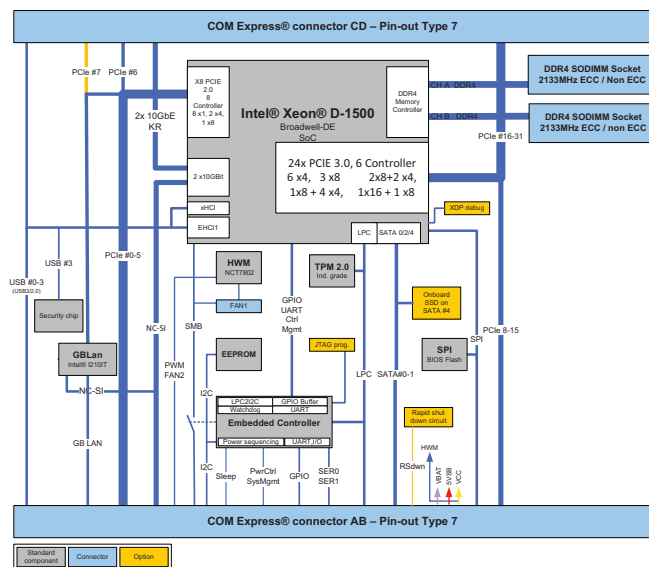 COM Express® connector CD – Pin-out Type 7
PCIe #7
PCIe #6
X8 PCIE
2.0
8
Controller
8 x1, 2 x4,
1 x8
Intel® Xeon® D-1500
Broadwell-DE
SoC
DDR4
Memory
Controller
CH A DDR4
CH B DDR4
DDR4 SODIMM Socket
2133MHz ECC / Non ECC
DDR4 SODIMM Socket
2133MHz ECC / non ECC
2x 10GbE
KR
PCIe #16-31
24x PCIE 3.0, 6 Controller
6 x4, 3 x8 2x8+2 x4,
1x8 + 4 x4, 1x16 + 1 x8
2 x10GBit
xHCI
EHCI1
LPC
SATA 0/2/4
XDP debug
USB #3
PCIe #0-5
USB #0-3
(USB3/2.0)
HWM
NCT7802
FAN1
TPM 2.0
Ind. grade
GPIO
UART
Ctrl
Mgmt
Onboard
SSD on
SATA #4
Security chip
NC-SI
SMB
SPI
PCIe 8-15
GBLan
Intel® I210IT
EEPROM
JTAG prog.
SPI
BIOS Flash
PWM
FAN2
LPC
SATA#0-1
NC-SI
I2C
LPC2I2C
GPIO Buffer
Watchdog
UART
Embedded Controller
Power sequencing
UART,I/O
Rapid shut
down circuit
GB LAN
I2C
Sleep
PwrCtrl
SysMgmt
GPIO
SER0
SER1
RSdwn
HWM
VBAT
5VSB
VCC
COM Express® connector AB – Pin-out Type 7
Standard
component
Connector
Option